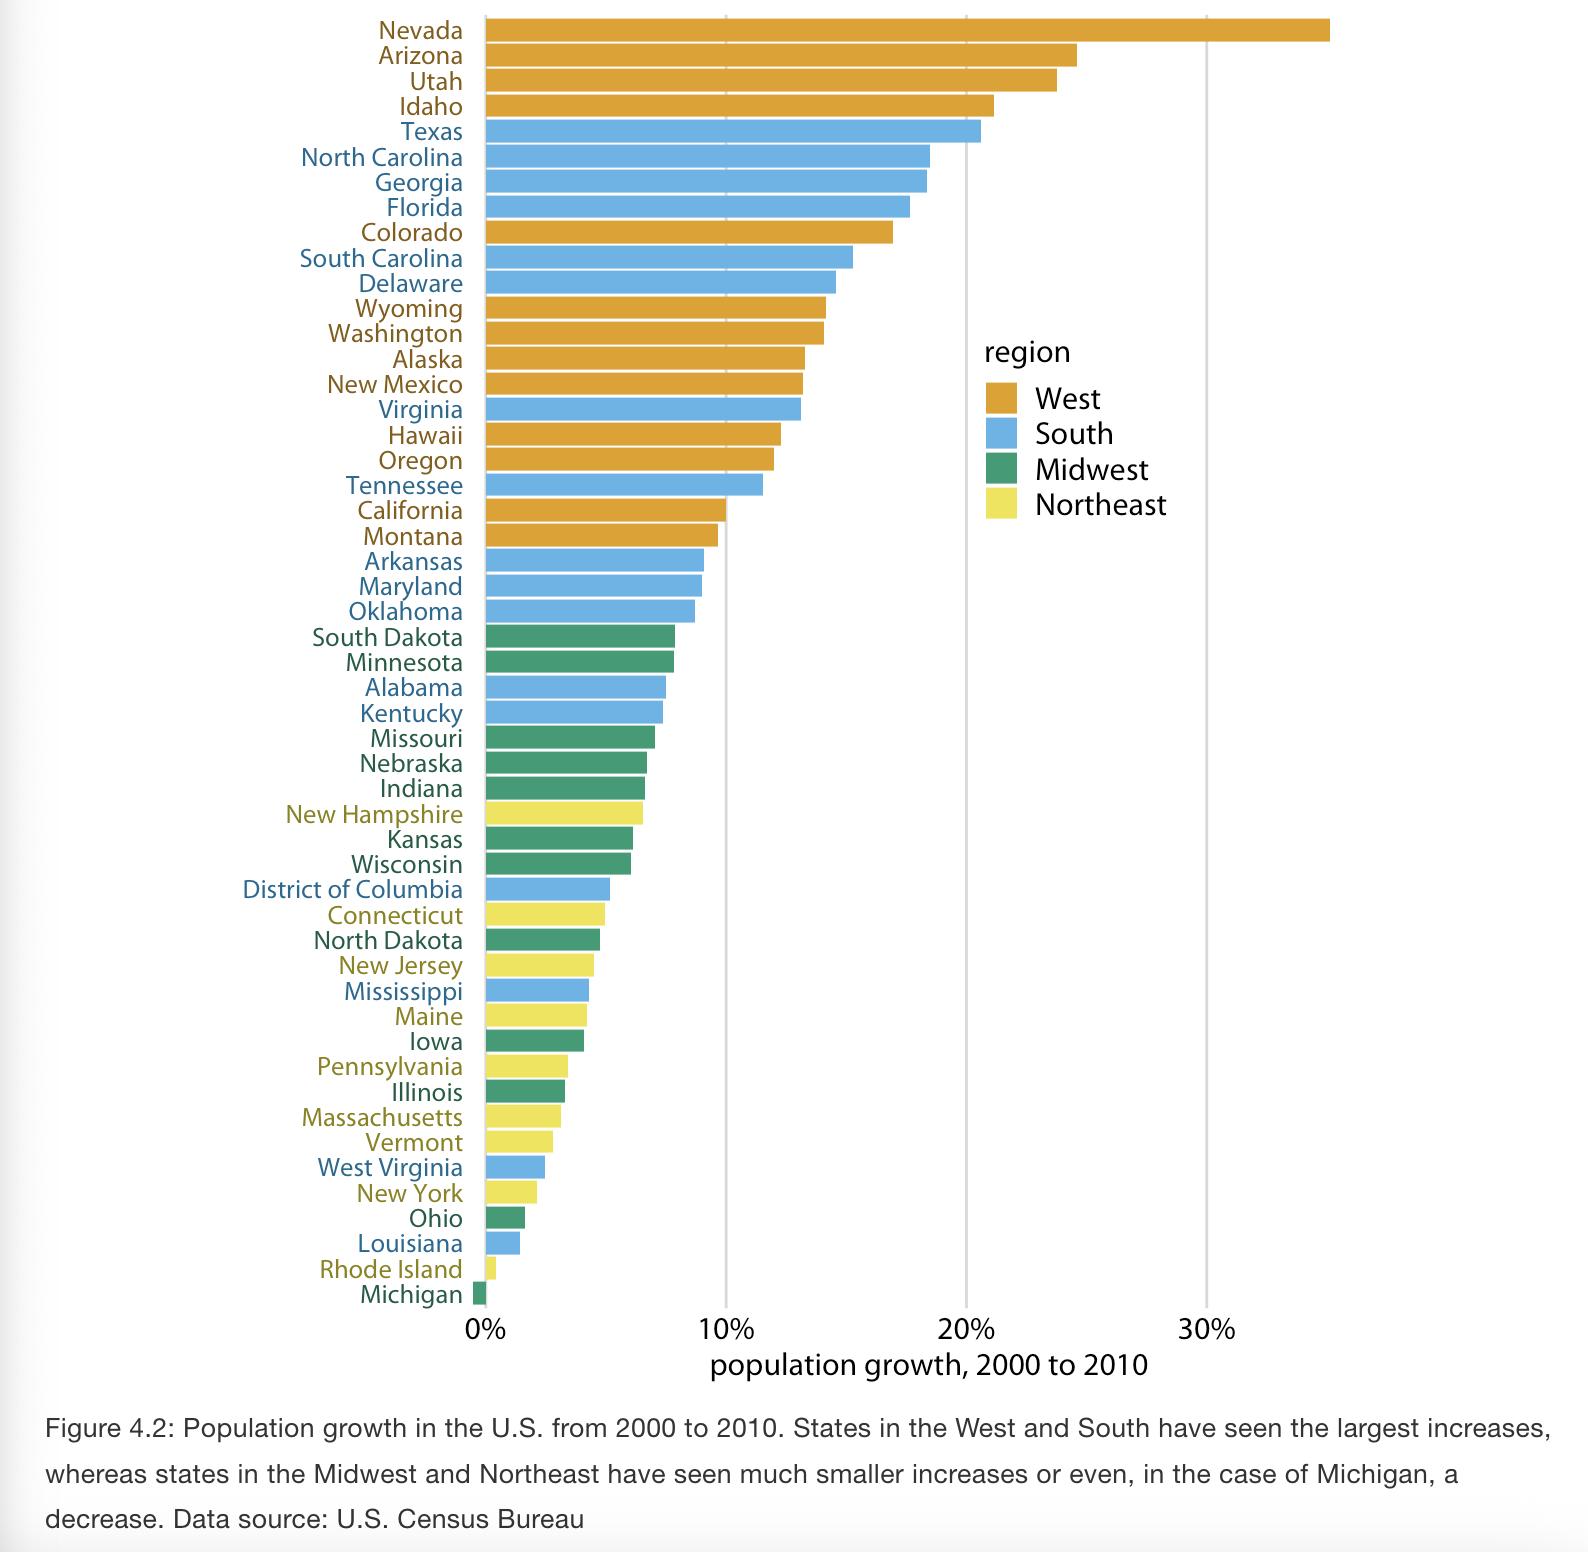 Nevada
Arizona
Utah
Idaho
Texas
North Carolina
Georgia
Florida
Colorado
South Carolina
Delaware
Wyoming
Washington
Alaska
New Mexico
Virginia
Hawaii
Oregon
Tennessee
California
Montana
Arkansas
Maryland
Oklahoma
South Dakota
Minnesota
Alabama
Kentucky
Missouri
Nebraska
Indiana
New Hampshire
Kansas
Wisconsin
District of Columbia
Connecticut
North Dakota
New Jersey
Mississippi
Maine
Iowa
Pennsylvania
Illinois
Massachusetts
Vermont
West Virginia
New York
Ohio
Louisiana
Rhode Island
Michigan
region
West
South
Midwest
Northeast
0% 10% 20% 30%
population growth, 2000 to 2010
Figure 4.2: Population growth in the U.S. from 2000 to 2010. States in the West and South have seen the largest increases,
whereas states in the Midwest and Northeast have seen much smaller increases or even, in the case of Michigan, a
decrease. Data source: U.S. Census Bureau